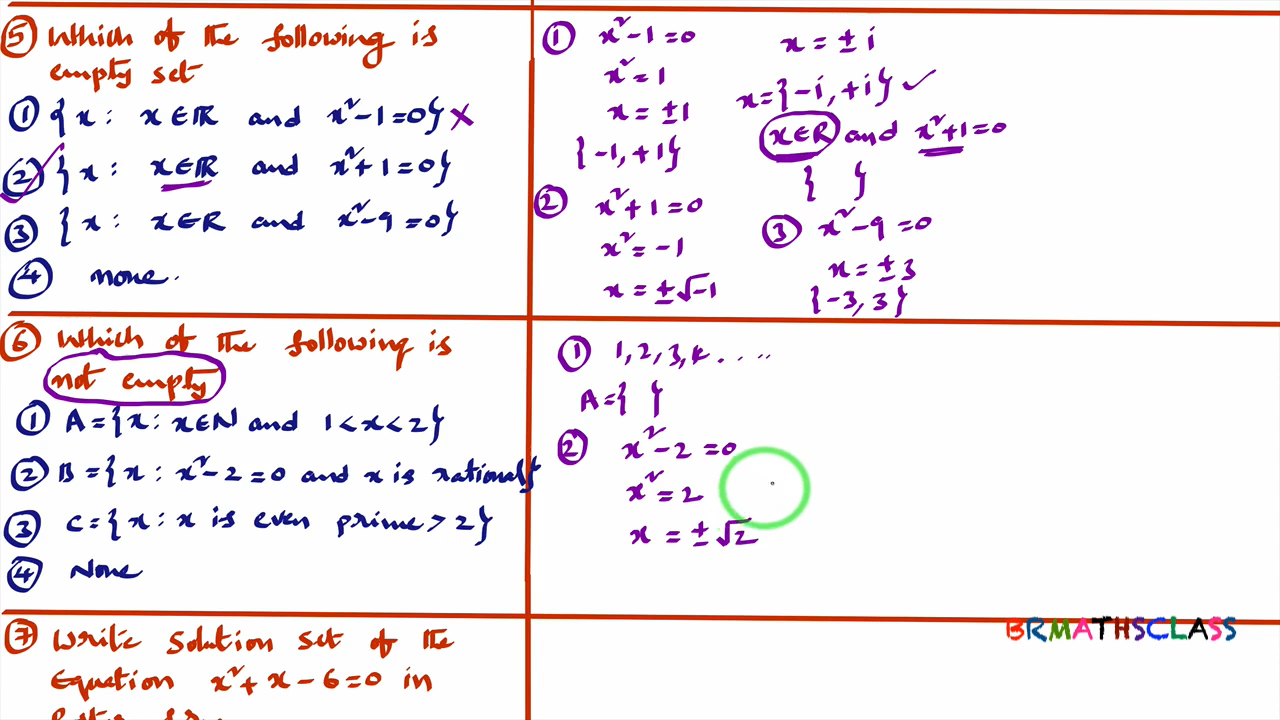 ⑤ Which of the following is
empty set
① {x: x∈ℝ and x²-1=0} ×
② {x: x∈ℝ and x²+1=0}
③ {x: x∈R and x²-9=0}
④ none.
① x²-1=0
x²=1
x=±1
{-1,+1}
② x²+1=0
x²=-1
x=±√-1
x=±i
x={-i,+i} ✓
x∈R and x²+1=0
{ }
③ x²-9=0
x=±3
{-3,3}
⑥ Which of the following is
not empty
① A={x: x∈N and 1<x<2}
② B={x: x²-2=0 and x is rational}
③ C={x: x is even prime>2}
④ None
① 1,2,3,4.....
A={ }
② x²-2=0
x²=2
x=±√2
BRMATHSCLASS
⑦ Write solution set of the
Equation x²+x-6=0 in